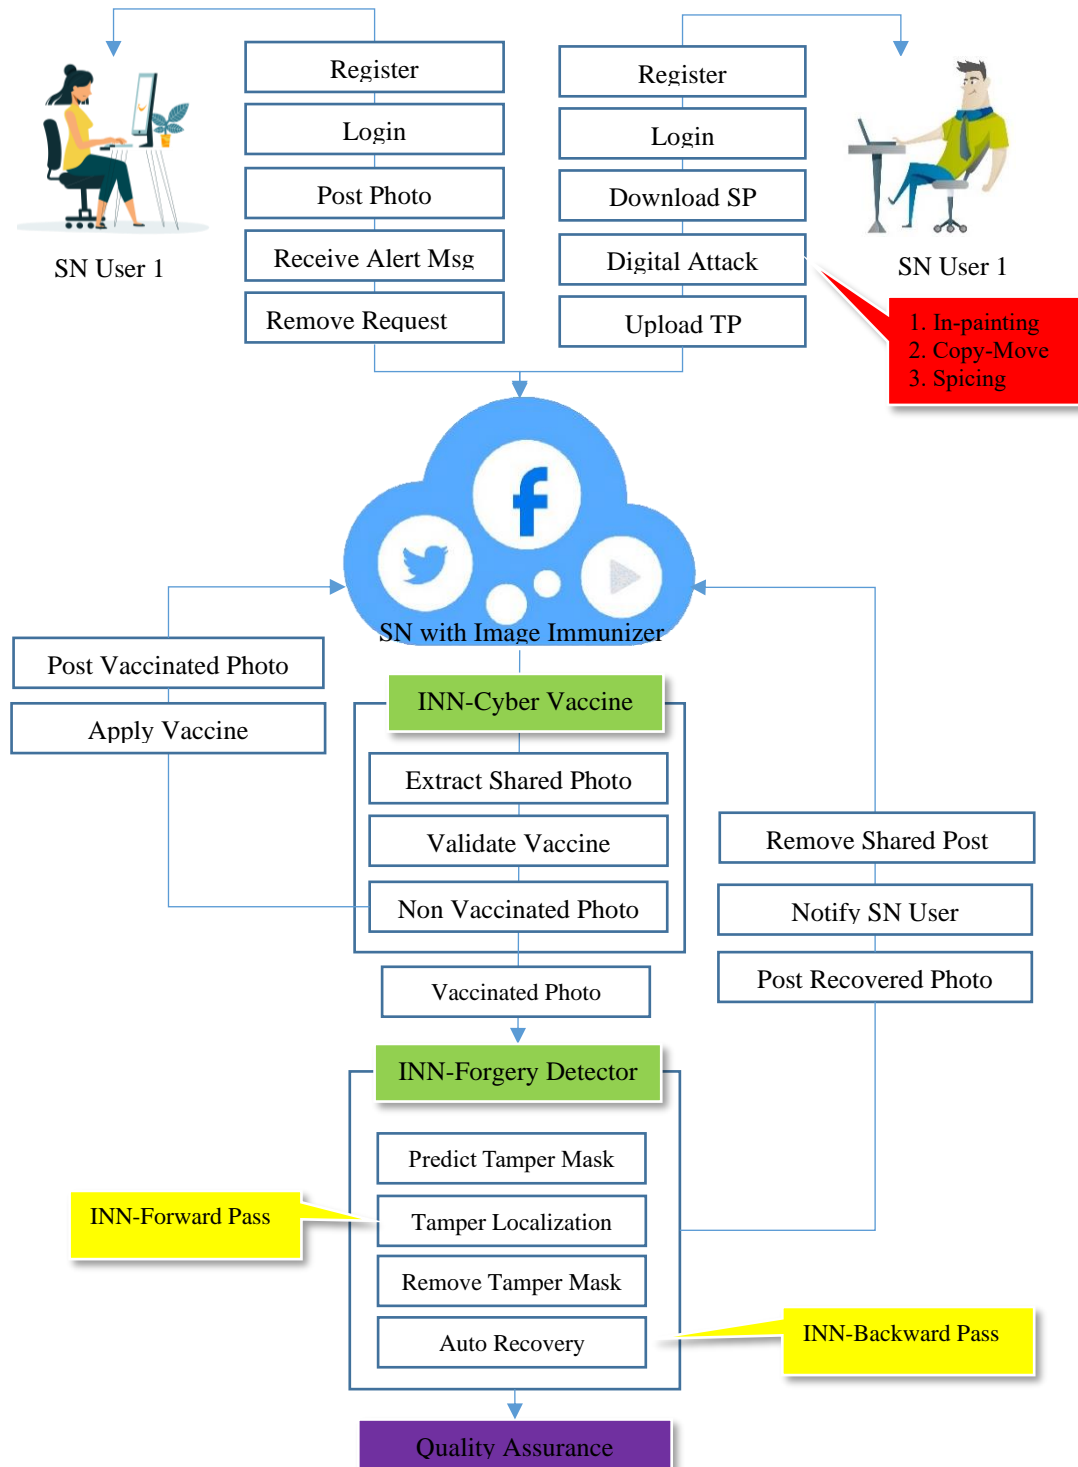 Register
Login
Post Photo
Receive Alert Msg
Remove Request
SN User 1
Register
Login
Download SP
Digital Attack
Upload TP
SN User 1
1. In-painting
2. Copy-Move
3. Spicing
f
SN with Image Immunizer
Post Vaccinated Photo
Apply Vaccine
INN-Cyber Vaccine
Extract Shared Photo
Validate Vaccine
Non Vaccinated Photo
Vaccinated Photo
Remove Shared Post
Notify SN User
Post Recovered Photo
INN-Forgery Detector
Predict Tamper Mask
Tamper Localization
Remove Tamper Mask
Auto Recovery
INN-Forward Pass
INN-Backward Pass
Quality Assurance